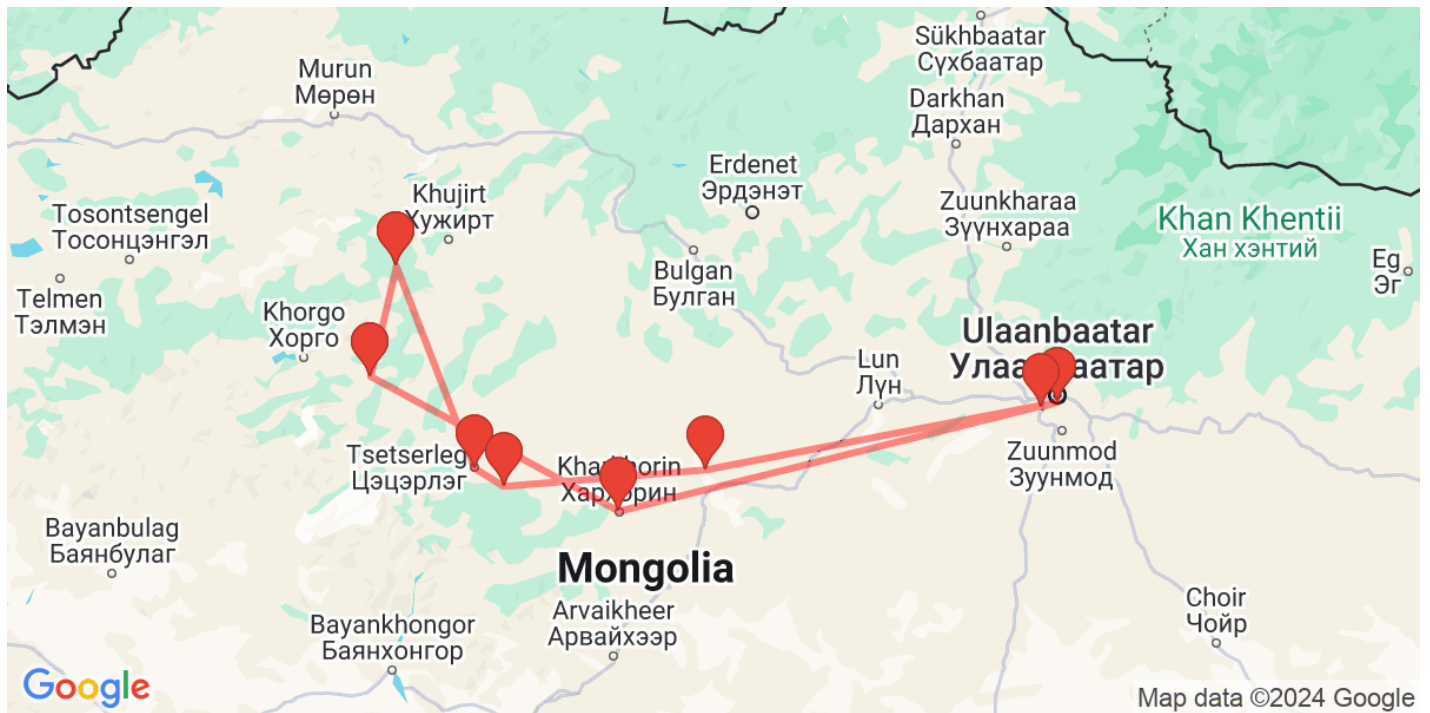 Sükhbaatar
Сүхбаатар
Murun
Мөрөн
Darkhan
Дархан
Erdenet
Эрдэнэт
Khujirt
Хужирт
Zuunkharaa
Зүүнхараа
Khan Khentii
Хан хэнтий
Tosontsengel
Тосонцэнгэл
Eg
Эг
Bulgan
Булган
Telmen
Тэлмэн
Khorgo
Хорго
Ulaanbaatar
Lun
Лүн
Tsetserleg
Цэцэрлэг
Zuunmod
Зуунмод
Bayanbulag
Баянбулаг
Mongolia
Choir
Чойр
Arvaikheer
Арвайхээр
Bayankhongor
Баянхонгор
Google
Map data ©2024 Google